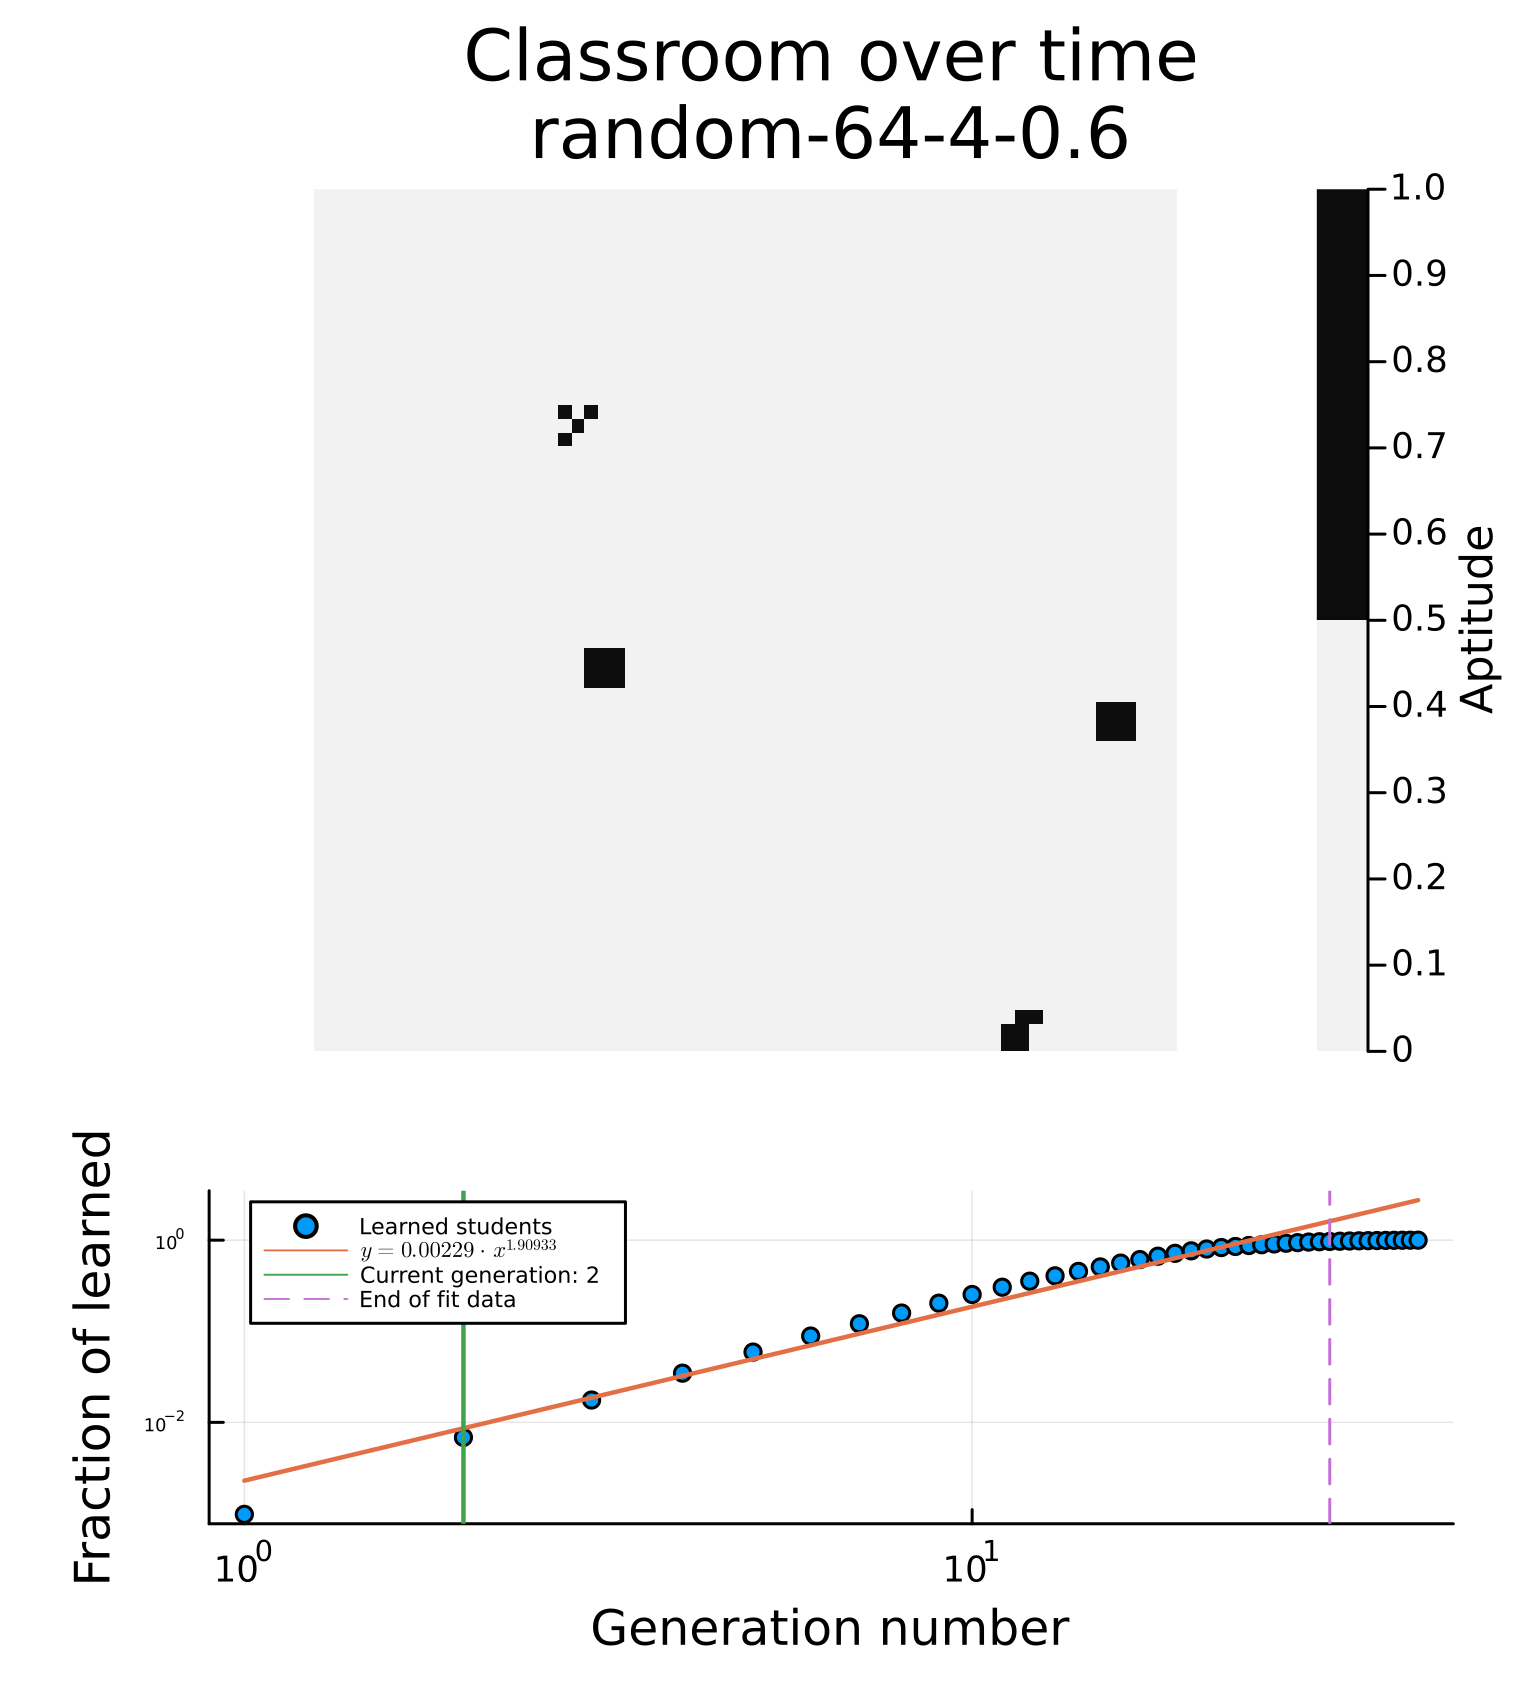 Classroom over time
random-64-4-0.6
1.0
0.9
0.8
0.7
0.6
0.5
0.4
0.3
0.2
0.1
0
Aptitude
Fraction of learned
10^0
10^-2
Learned students
y = 0.00229 · x^1.90933
Current generation: 2
End of fit data
10^0
10^1
Generation number